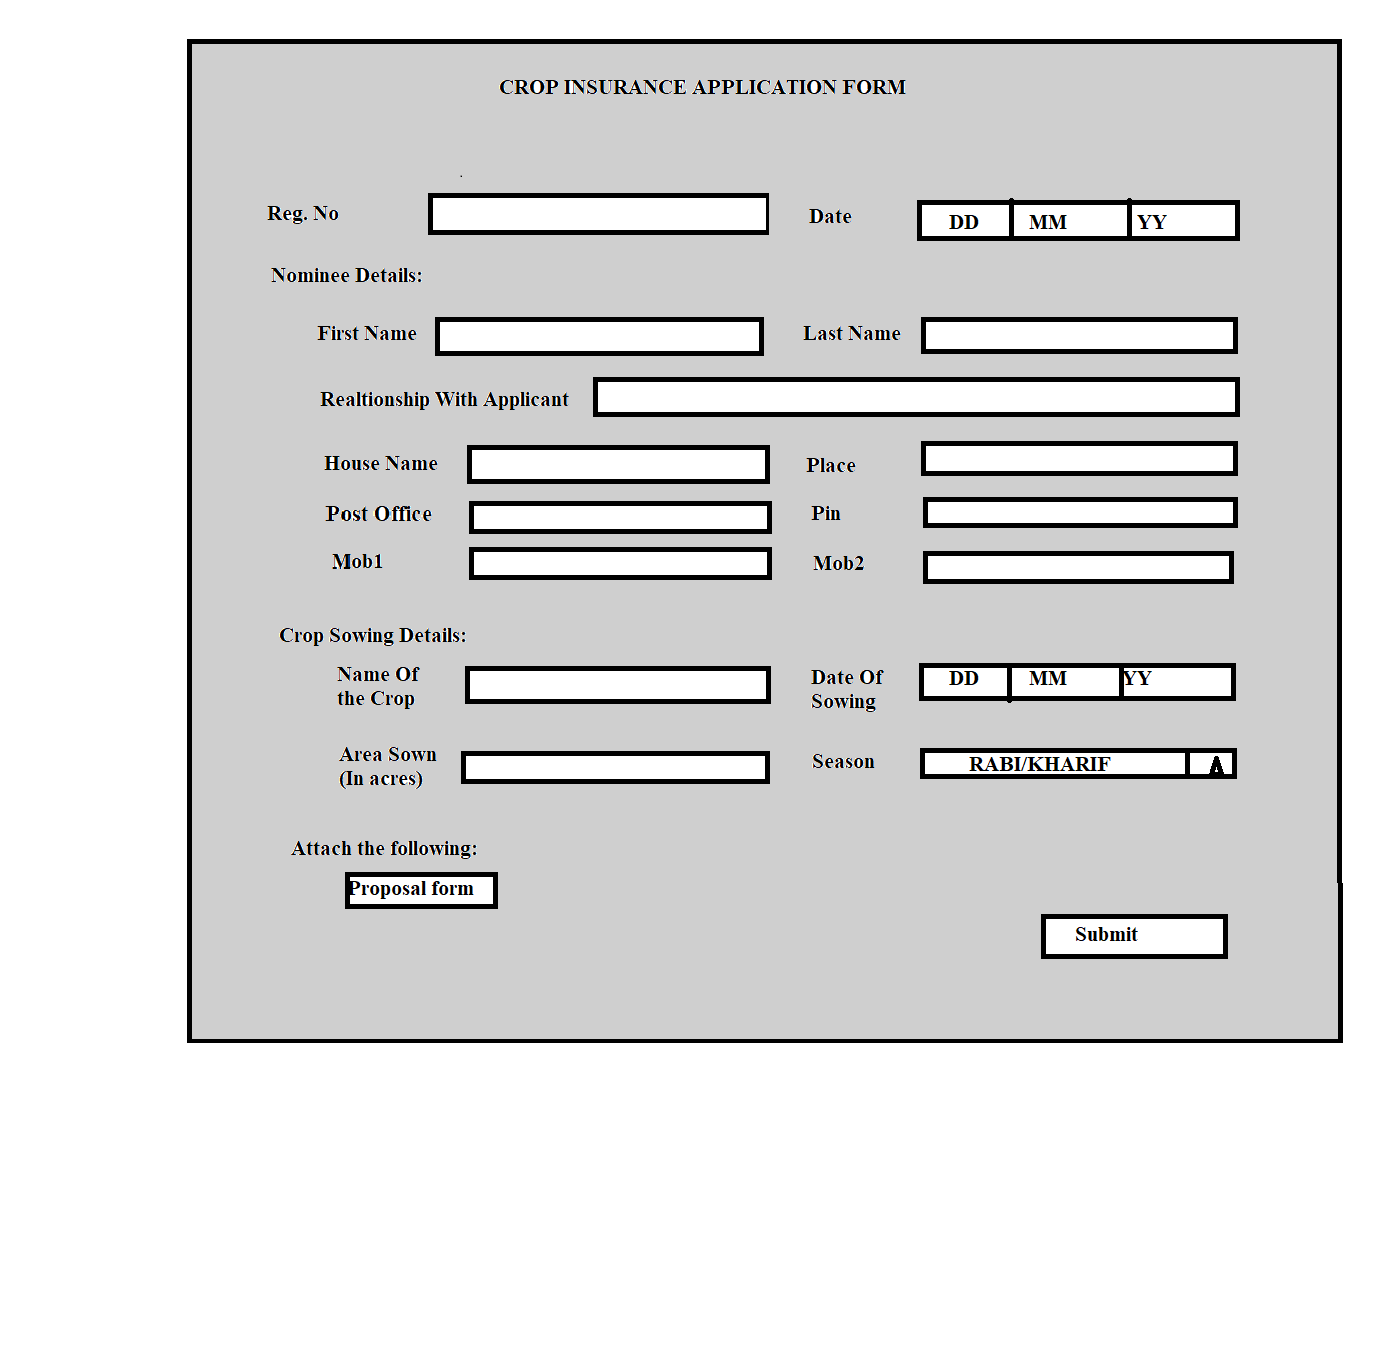 CROP INSURANCE APPLICATION FORM
Reg. No
Date
DD MM YY
Nominee Details:
First Name
Last Name
Realtionship With Applicant
House Name
Place
Post Office
Pin
Mob1
Mob2
Crop Sowing Details:
Name Of
the Crop
Date Of
Sowing
DD MM YY
Area Sown
(In acres)
Season
RABI/KHARIF
Attach the following:
Proposal form
Submit